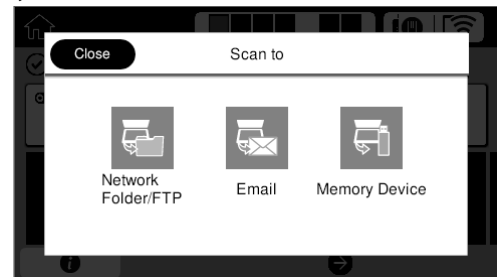 Close
Scan to
Network
Folder/FTP
Email
Memory Device